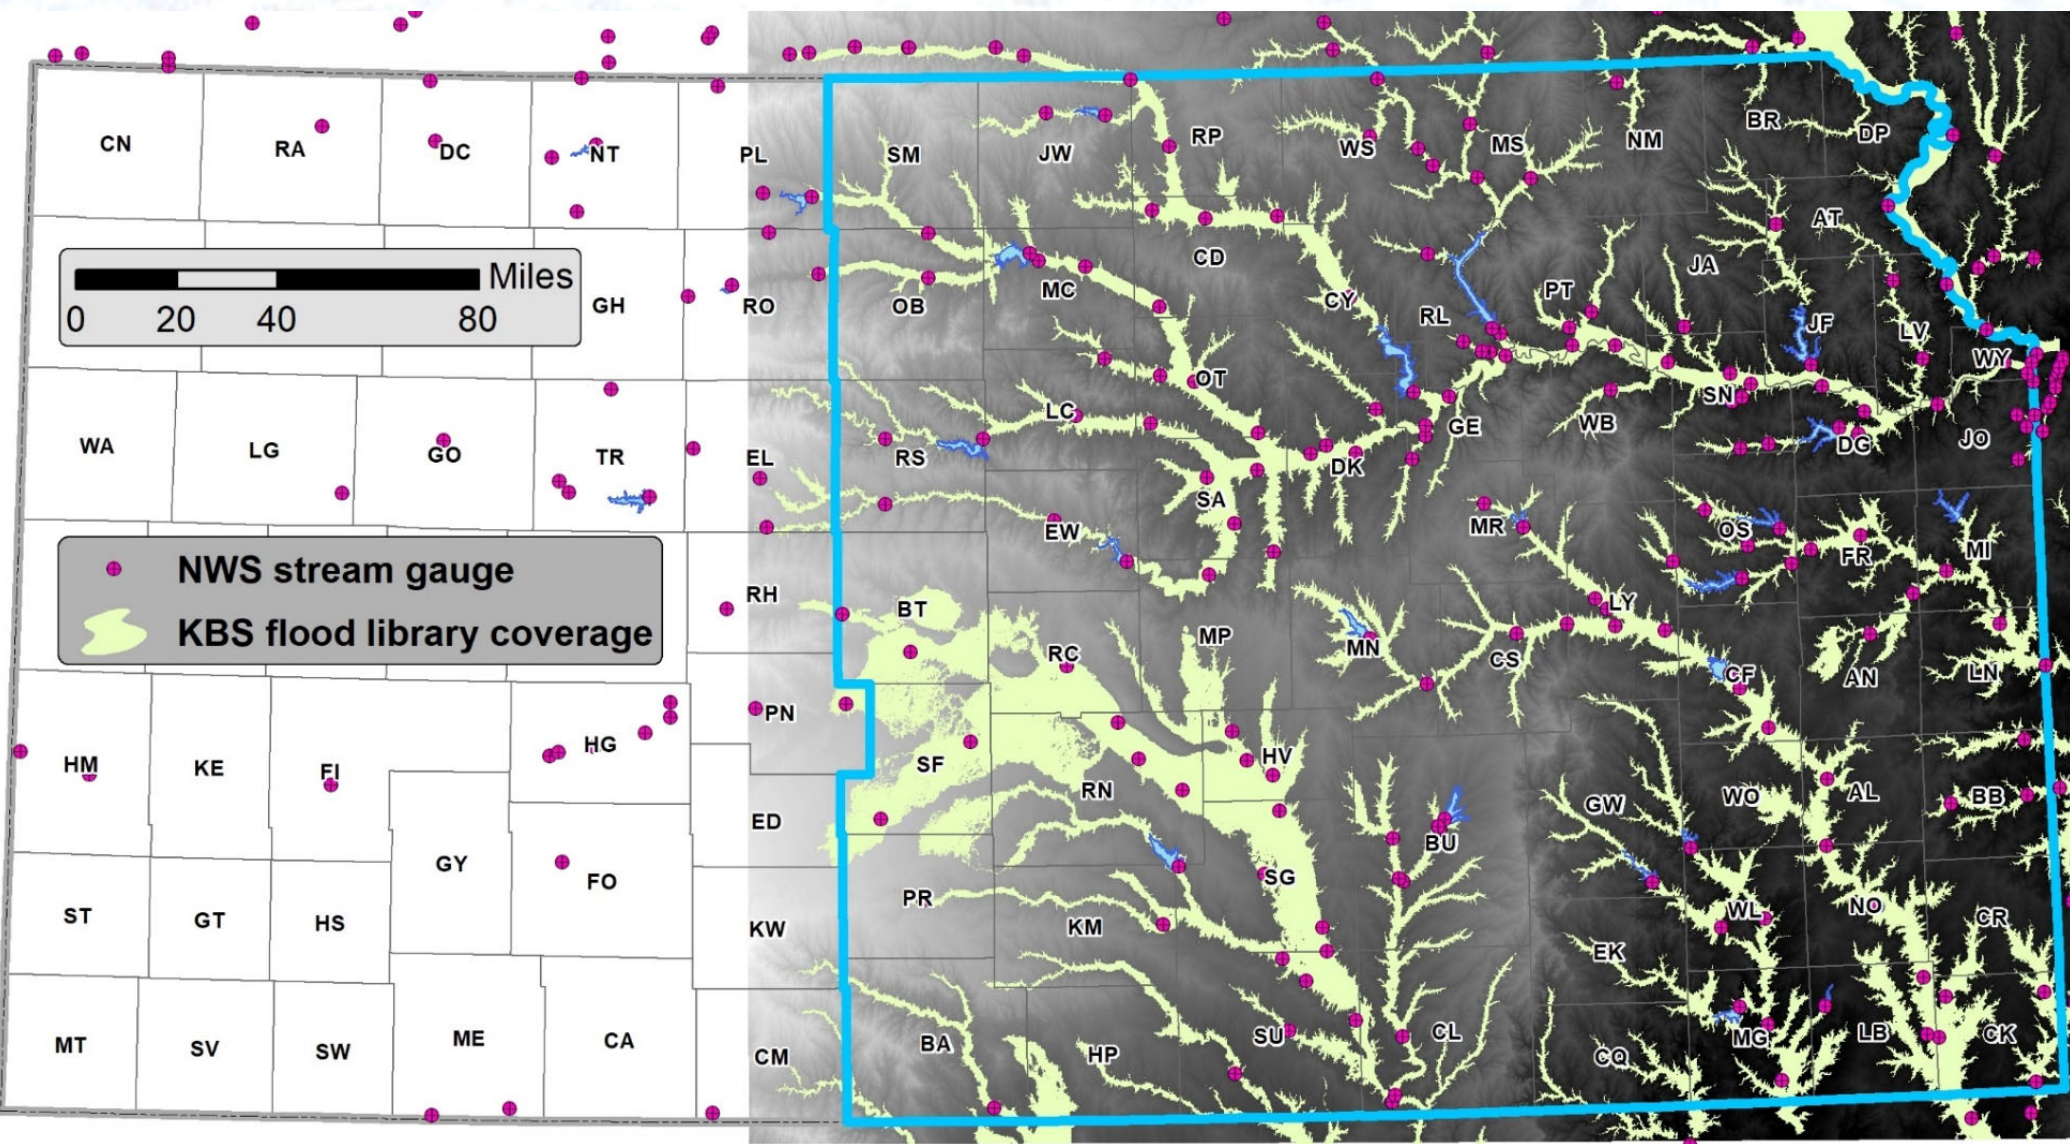 CN RA DC NT PL SM JW RP WS MS NM BR DP
AT
Miles
0 20 40 80
GH RO OB MC CD CY RL PT JA JF LV WY
WA LG GO TR EL RS LC OT SA DK GE WB SN DG JO
NWS stream gauge
KBS flood library coverage
RH BT RC EW MP MN MR CS LY OS FR MI
CF AN LN
HM KE FI HG PN SF RN HV
ED BU GW WO AL BB
ST GT HS GY FO KW PR KM SG EK WL NO CR
MT SV SW ME CA CM BA HP SU CL CQ MG LB CK